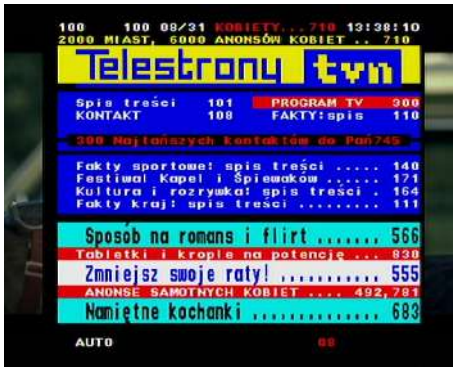 100 100 08/31 KOBIETY...710 13:38:10
2000 MIAST, 6000 ANONSÓW KOBIET .. 710
Telestrony tvn
Spis treści 101 PROGRAM TV 300
KONTAKT 108 FAKTY:spis 110
300 Najtańszych kontaktów do Pań745
Fakty sportowe: spis treści ..... 140
Festiwal Kapel i Śpiewaków ...... 171
Kultura i rozrywka: spis treści . 164
Fakty kraj: spis treści ......... 111
Sposób na romans i flirt ....... 566
Tabletki i krople na potencję ... 830
Zmniejsz swoje raty! ........... 555
ANONSE SAMOTNYCH KOBIET .... 492,781
Namiętne kochanki .............. 683
AUTO 08